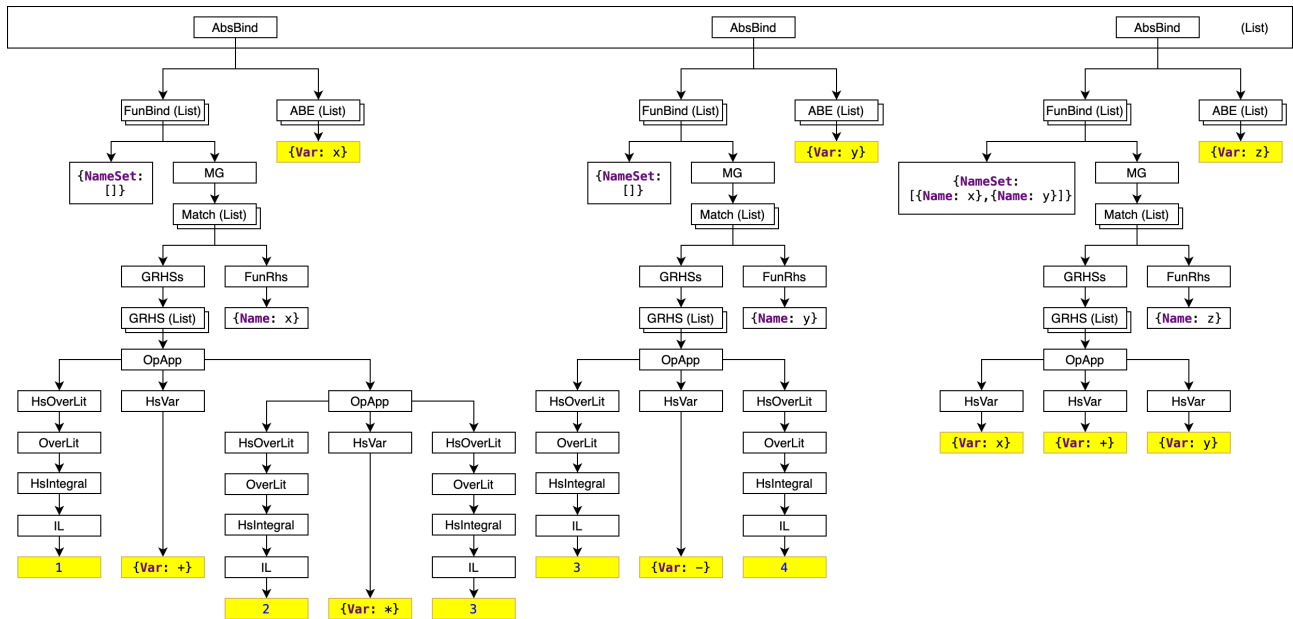 AbsBind AbsBind AbsBind (List)
FunBind (List) ABE (List) FunBind (List) ABE (List) FunBind (List) ABE (List)
{Var: x} {Var: y} {Var: z}
{NameSet: MG {NameSet: MG {NameSet: MG
[]} []} [{Name: x},{Name: y}]}
Match (List) Match (List) Match (List)
GRHSs FunRhs GRHSs FunRhs GRHSs FunRhs
GRHS (List) {Name: x} GRHS (List) {Name: y} GRHS (List) {Name: z}
OpApp OpApp OpApp
HsOverLit HsVar OpApp HsOverLit HsVar HsOverLit HsVar HsVar HsVar
OverLit HsOverLit HsVar HsOverLit OverLit OverLit {Var: x} {Var: +} {Var: y}
HsIntegral OverLit OverLit HsIntegral HsIntegral
IL HsIntegral HsIntegral IL IL
1 {Var: +} IL IL 3 {Var: −} 4
2 {Var: *} 3